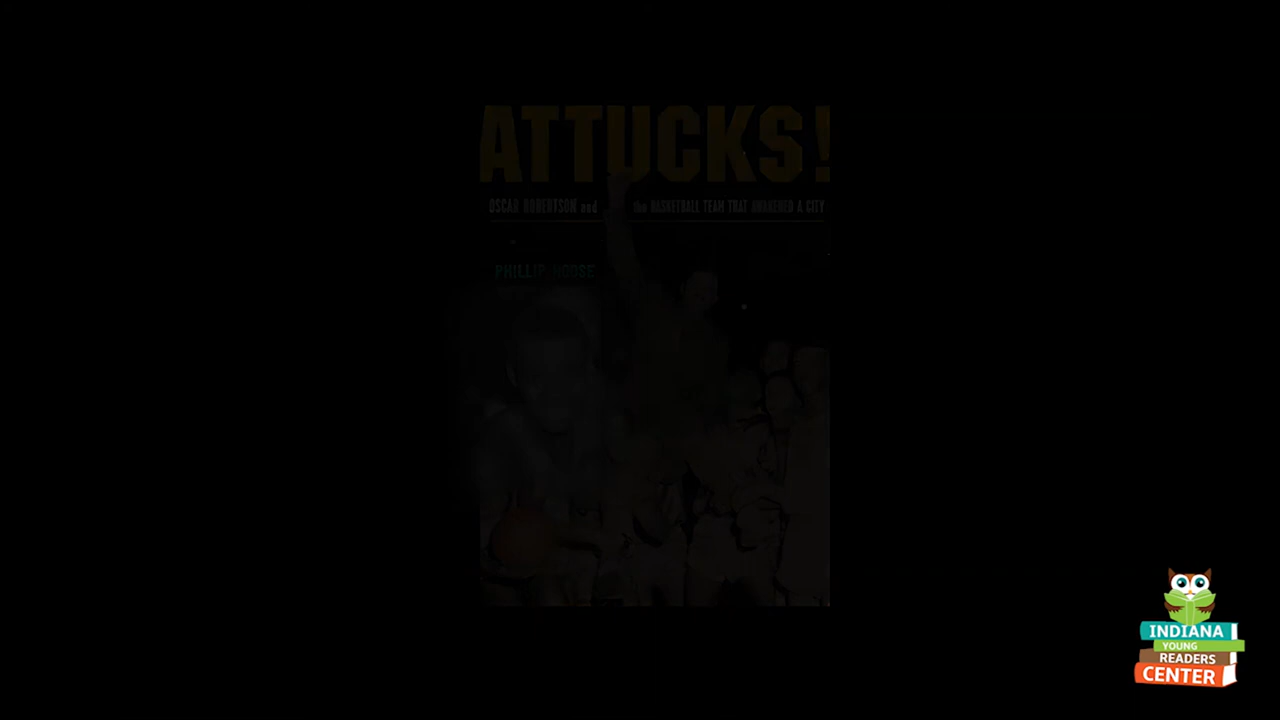 ATTUCKS!
OSCAR ROBERTSON and the BASKETBALL TEAM THAT AWAKENED A CITY
PHILLIP HOOSE
INDIANA
YOUNG
READERS
CENTER